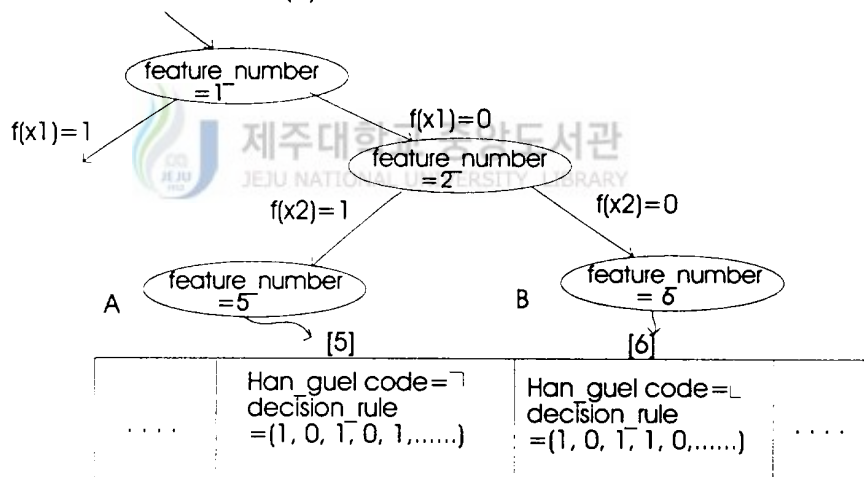 feature_number
=1
f(x1)=1
f(x1)=0
제주대학교 중앙도서관
JEJU NATIONAL UNIVERSITY LIBRARY
feature_number
=2
f(x2)=1
f(x2)=0
feature_number
=5
A
feature_number
= 6
B
[5]
[6]
. . . .
Han_guel code=ㄱ
decision_rule
=(1, 0, 1, 0, 1,......)
Han_guel code=ㄴ
decision_rule
=(1, 0, 1, 1, 0,......)
. . . .
JEJU
1952